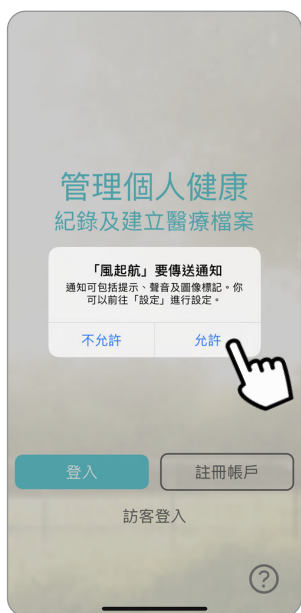 管理個人健康
紀錄及建立醫療檔案
「風起航」要傳送通知
通知可包括提示、聲音及圖像標記。你
可以前往「設定」進行設定。
不允許
允許
登入
註冊帳戶
訪客登入
?